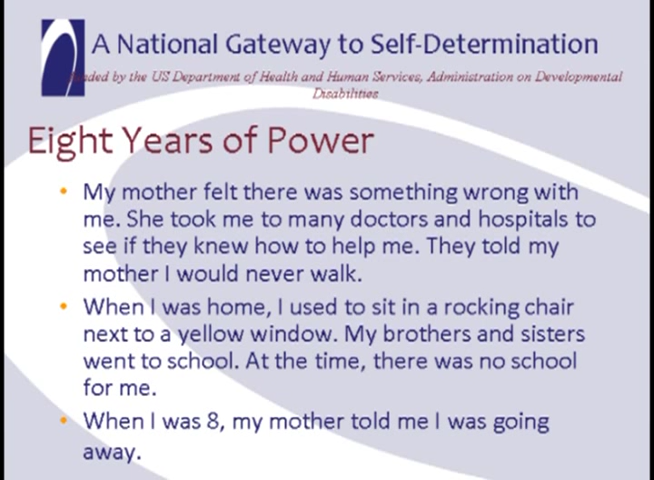 A National Gateway to Self-Determination
Funded by the US Department of Health and Human Services, Administration on Developmental
Disabilities
Eight Years of Power
• My mother felt there was something wrong with
me. She took me to many doctors and hospitals to
see if they knew how to help me. They told my
mother I would never walk.
• When I was home, I used to sit in a rocking chair
next to a yellow window. My brothers and sisters
went to school. At the time, there was no school
for me.
• When I was 8, my mother told me I was going
away.